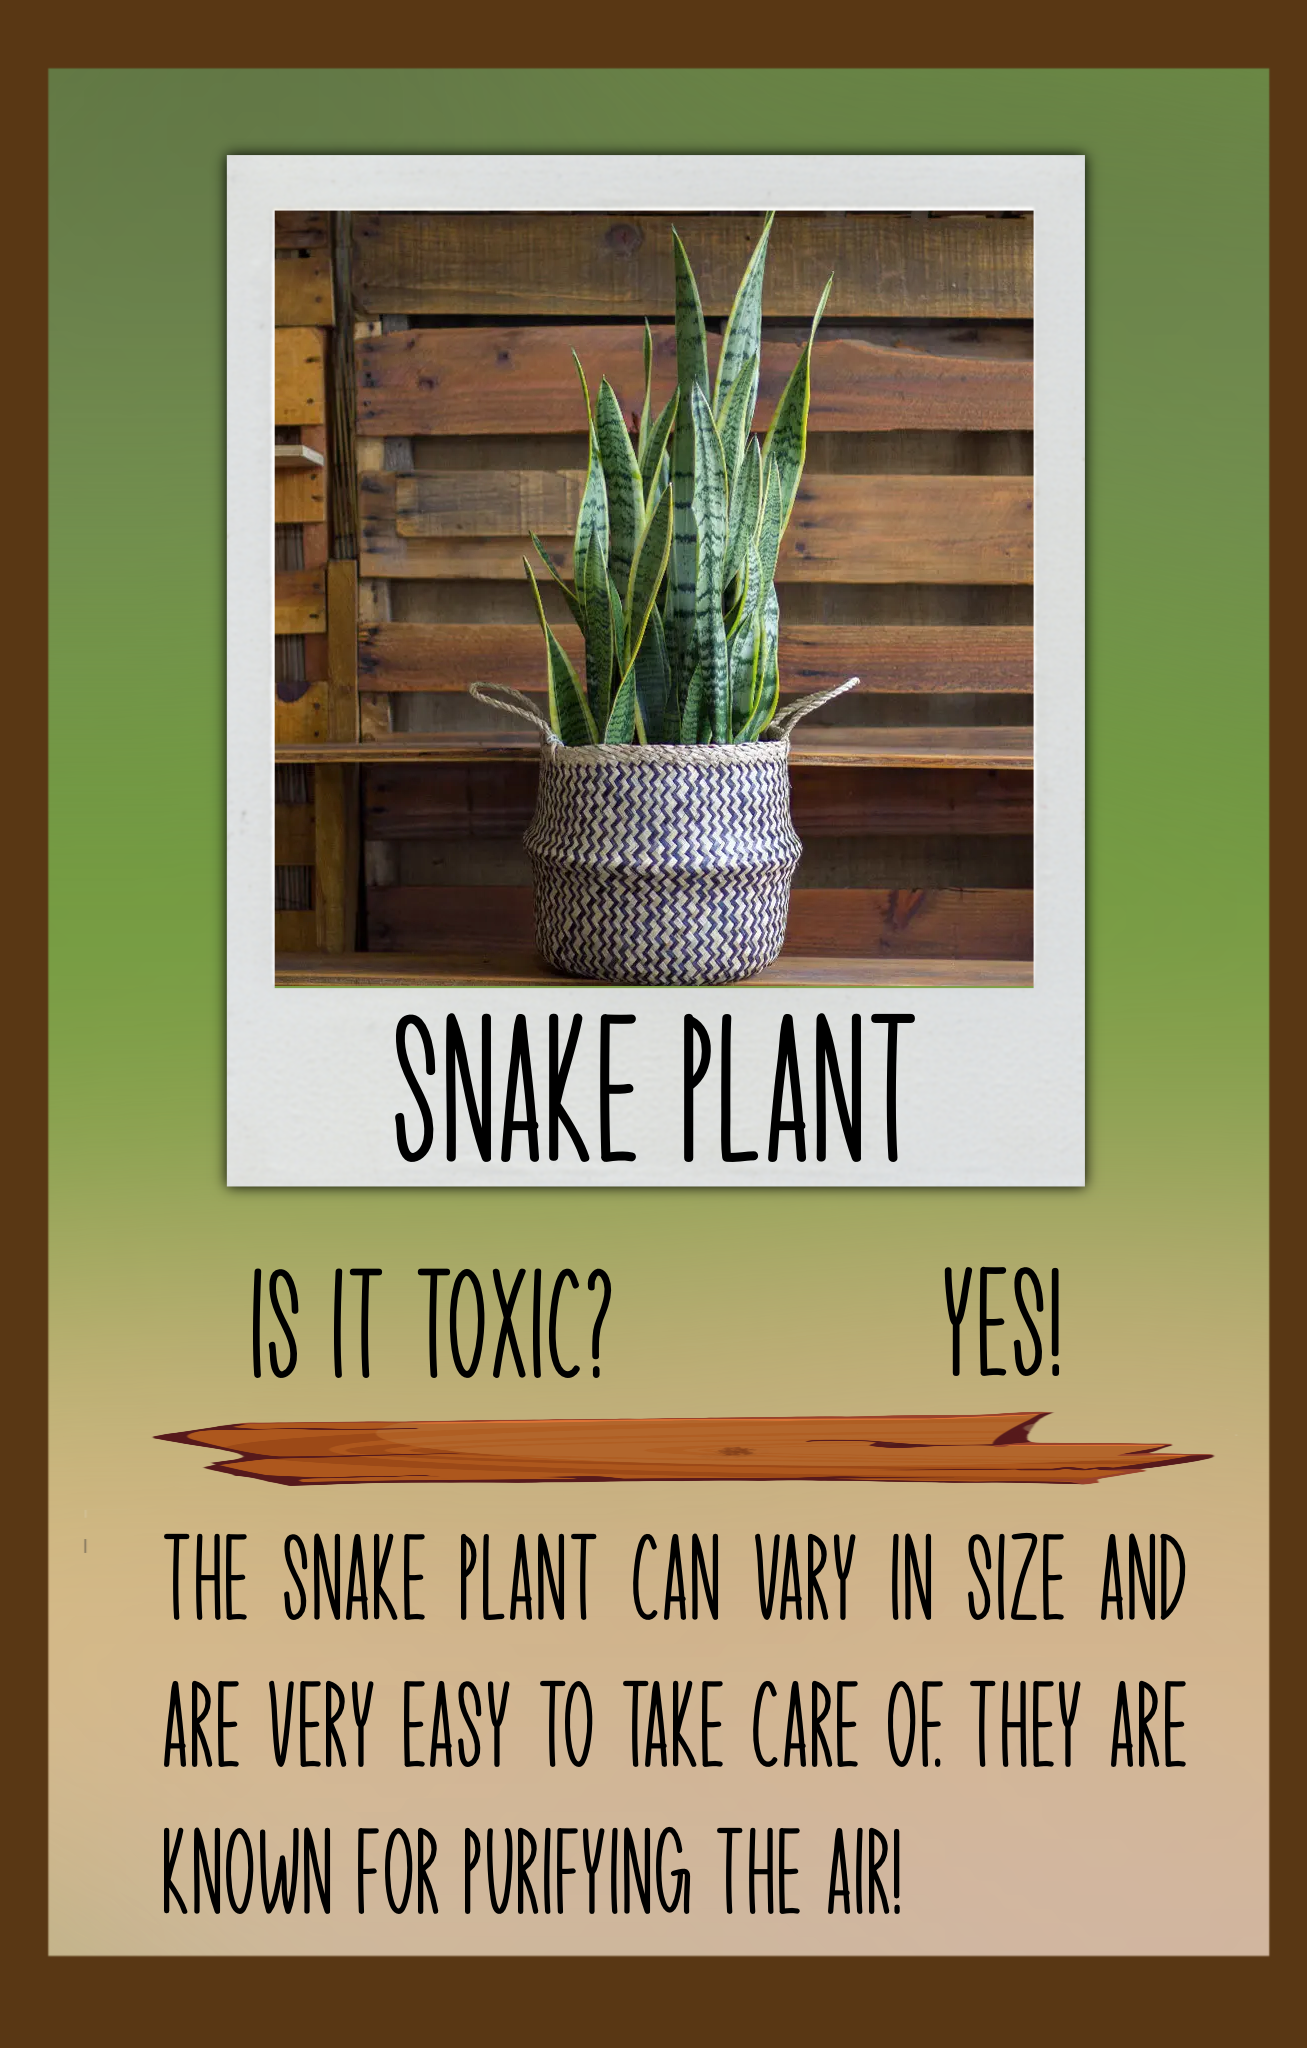 SNAKE PLANT
IS IT TOXIC? YES!
THE SNAKE PLANT CAN VARY IN SIZE AND
ARE VERY EASY TO TAKE CARE OF. THEY ARE
KNOWN FOR PURIFYING THE AIR!